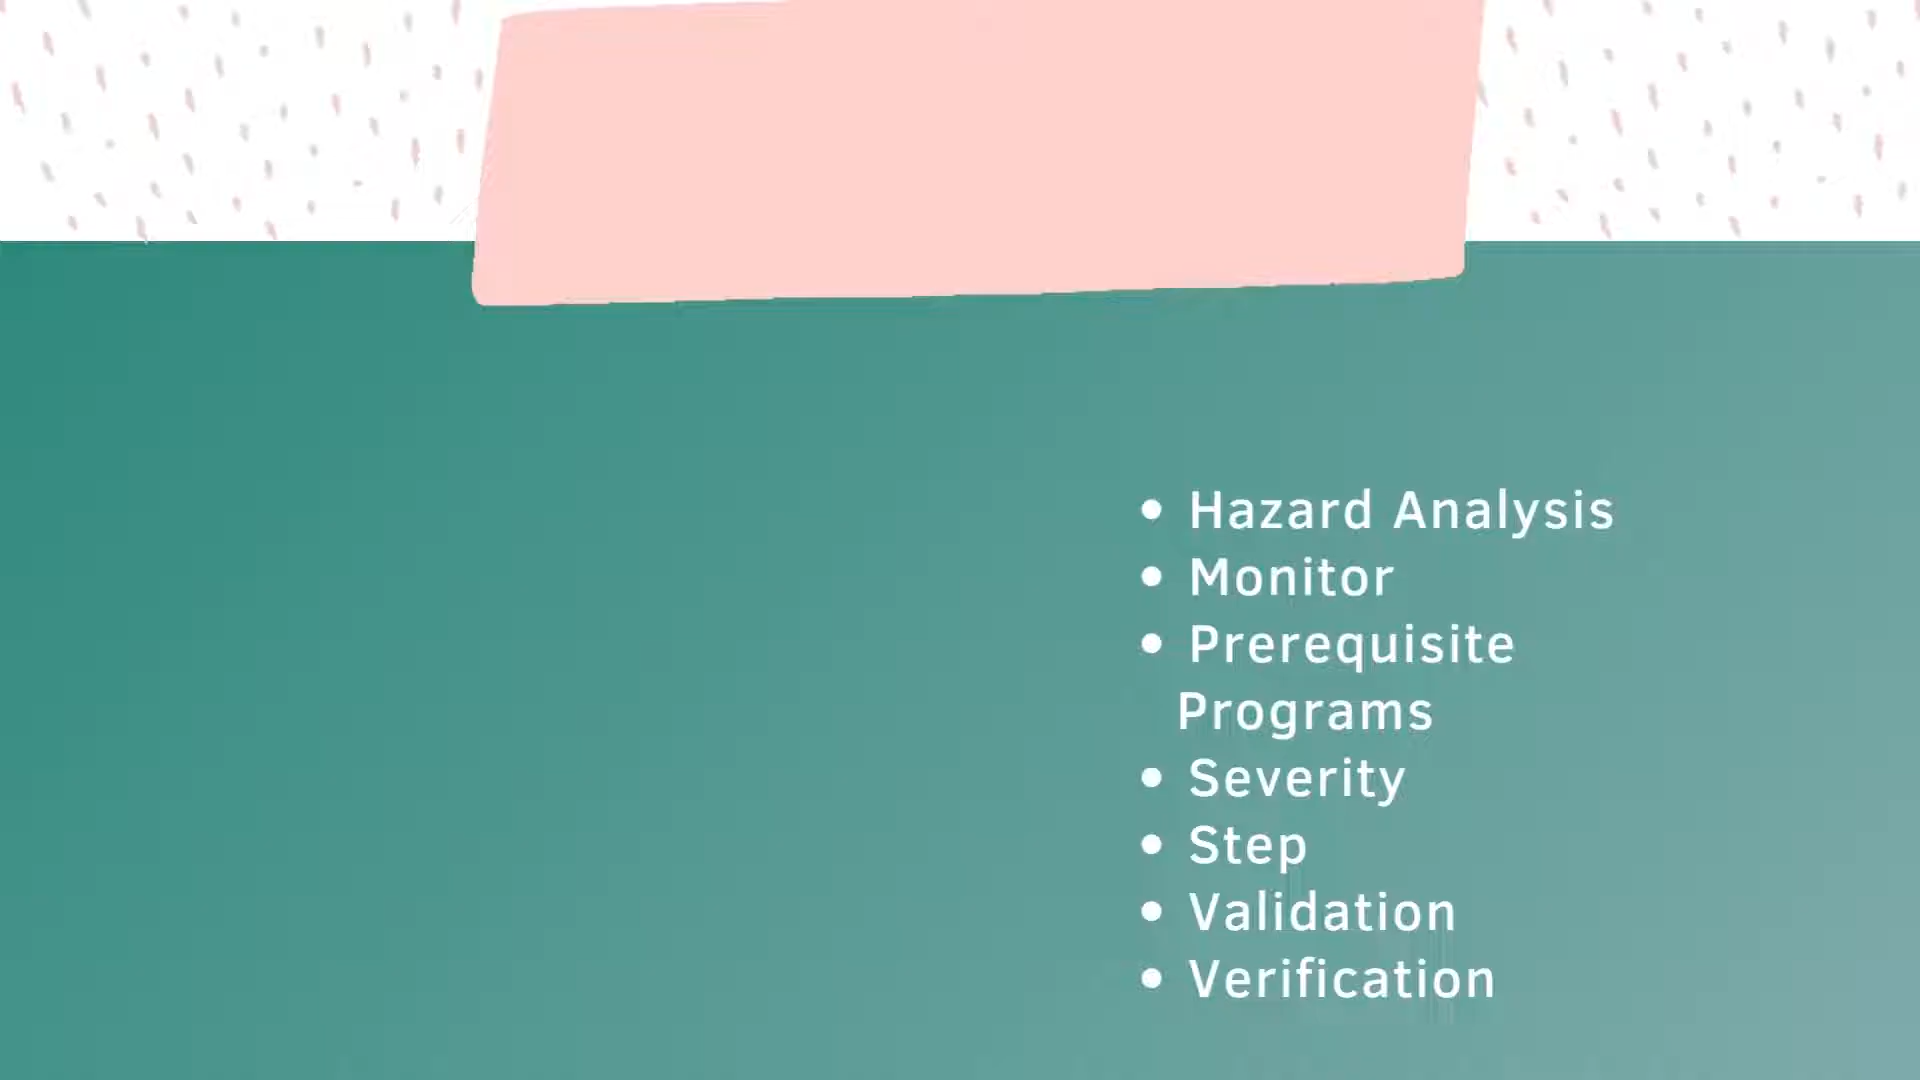 • Hazard Analysis
• Monitor
• Prerequisite
Programs
• Severity
• Step
• Validation
• Verification